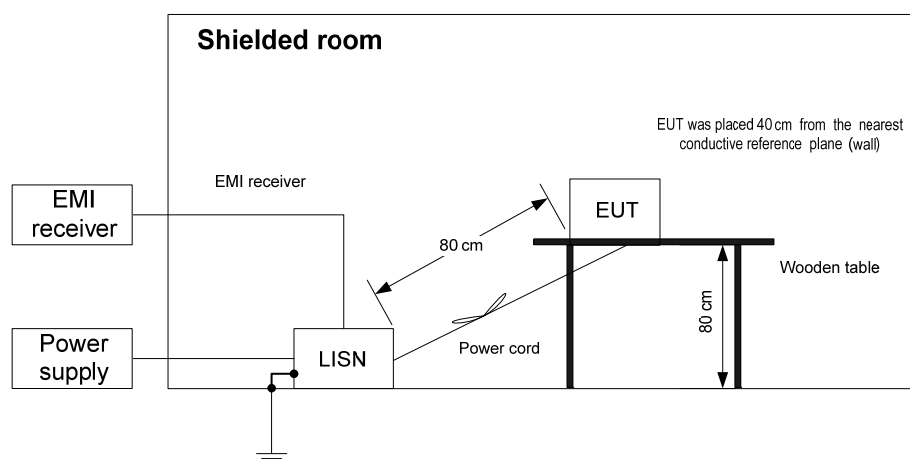 Shielded room
EUT was placed 40 cm from the nearest
conductive reference plane (wall)
EMI receiver
EMI
receiver
EUT
80 cm
Wooden table
80 cm
Power cord
Power
supply
LISN